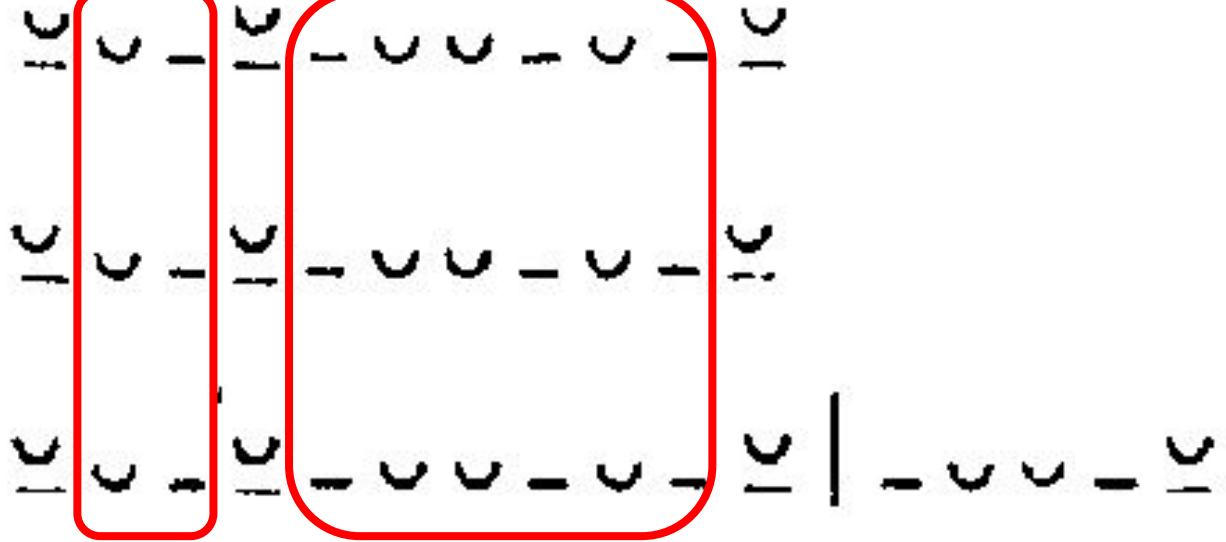 ⏓ ⏑ – ⏓ – ⏑ ⏑ – ⏑ – ⏓
⏓ ⏑ – ⏓ – ⏑ ⏑ – ⏑ – ⏓
⏓ ⏑ – ⏓ – ⏑ ⏑ – ⏑ – ⏓ | – ⏑ ⏑ – ⏓